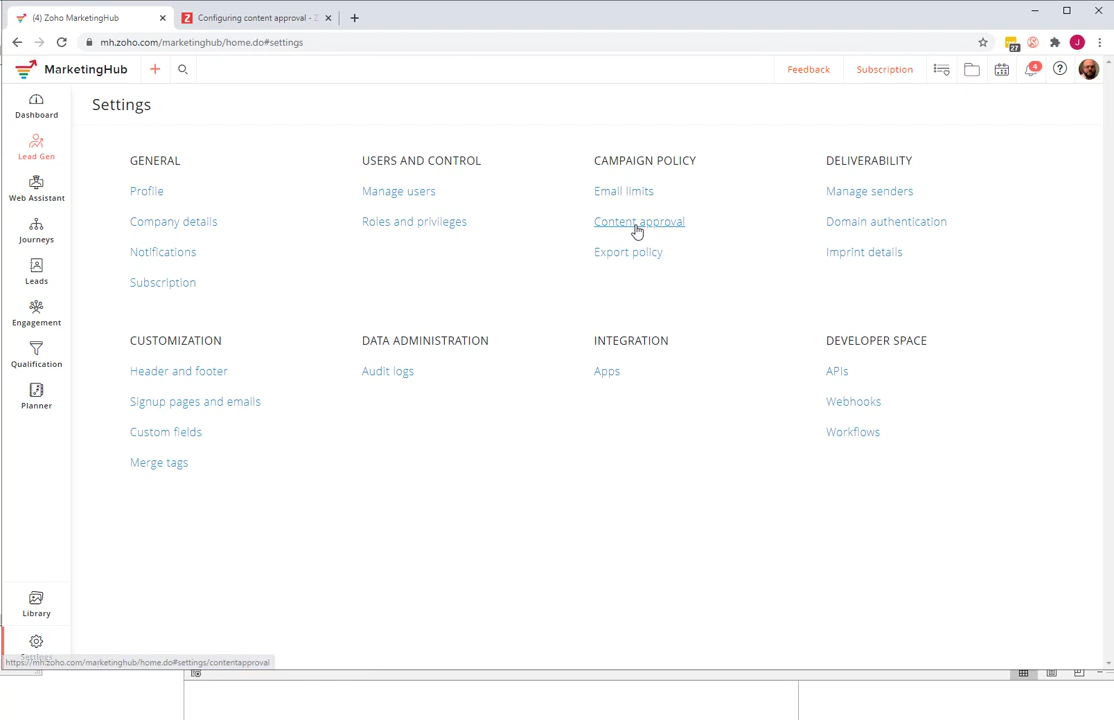 (4) Zoho MarketingHub
Configuring content approval - Z
mh.zoho.com/marketinghub/home.do#settings
27
J
MarketingHub
Feedback
Subscription
4
Settings
Dashboard
Lead Gen
Web Assistant
Journeys
Leads
Engagement
Qualification
Planner
Library
Settings
GENERAL
Profile
Company details
Notifications
Subscription
USERS AND CONTROL
Manage users
Roles and privileges
CAMPAIGN POLICY
Email limits
Content approval
Export policy
DELIVERABILITY
Manage senders
Domain authentication
Imprint details
CUSTOMIZATION
Header and footer
Signup pages and emails
Custom fields
Merge tags
DATA ADMINISTRATION
Audit logs
INTEGRATION
Apps
DEVELOPER SPACE
APIs
Webhooks
Workflows
https://mh.zoho.com/marketinghub/home.do#settings/contentapproval